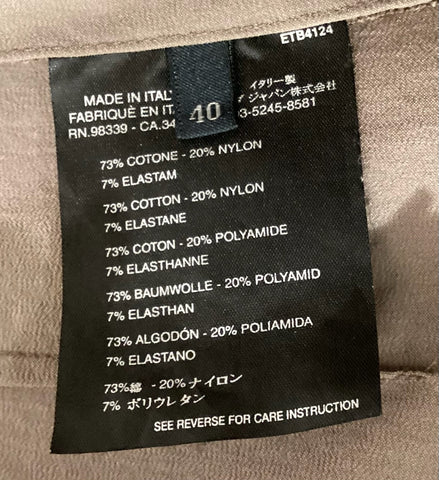 ETB4124
MADE IN ITALY イタリー製
FABRIQUÈ EN ジャパン株式会社
RN.98339 - CA.34 3-5245-8581
40
73% COTONE - 20% NYLON
7% ELASTAM
73% COTTON - 20% NYLON
7% ELASTANE
73% COTON - 20% POLYAMIDE
7% ELASTHANNE
73% BAUMWOLLE - 20% POLYAMID
7% ELASTHAN
73% ALGODÓN - 20% POLIAMIDA
7% ELASTANO
73%綿 - 20%ナイロン
7% ポリウレタン
SEE REVERSE FOR CARE INSTRUCTION